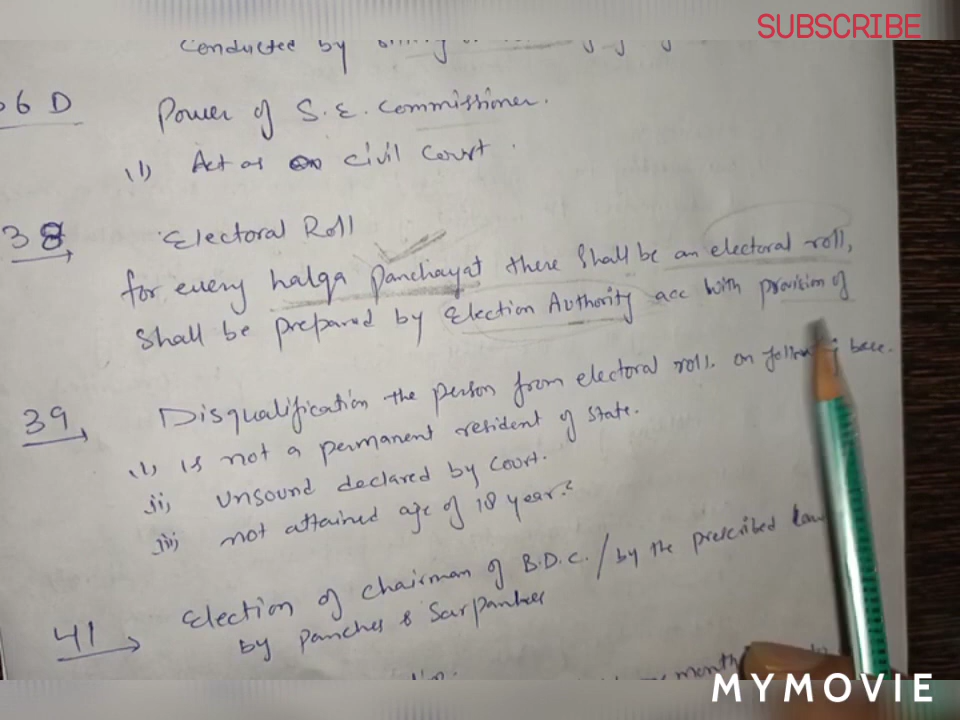 SUBSCRIBE
conducted by
6 D Power of S.E. Commissioner.
(i) Act as civil court.
38 Electoral Roll
for every halqa panchayat there shall be an electoral roll,
shall be prepared by Election Authority acc with provision of
39 Disqualification the person from electoral roll. on following base.
(i) is not a permanent resident of state.
ii) unsound declared by court.
iii) not attained age of 18 year.
41 Election of chairman of B.D.C. / by the prescribed law
by panches & Sarpanches
month
MYMOVIE